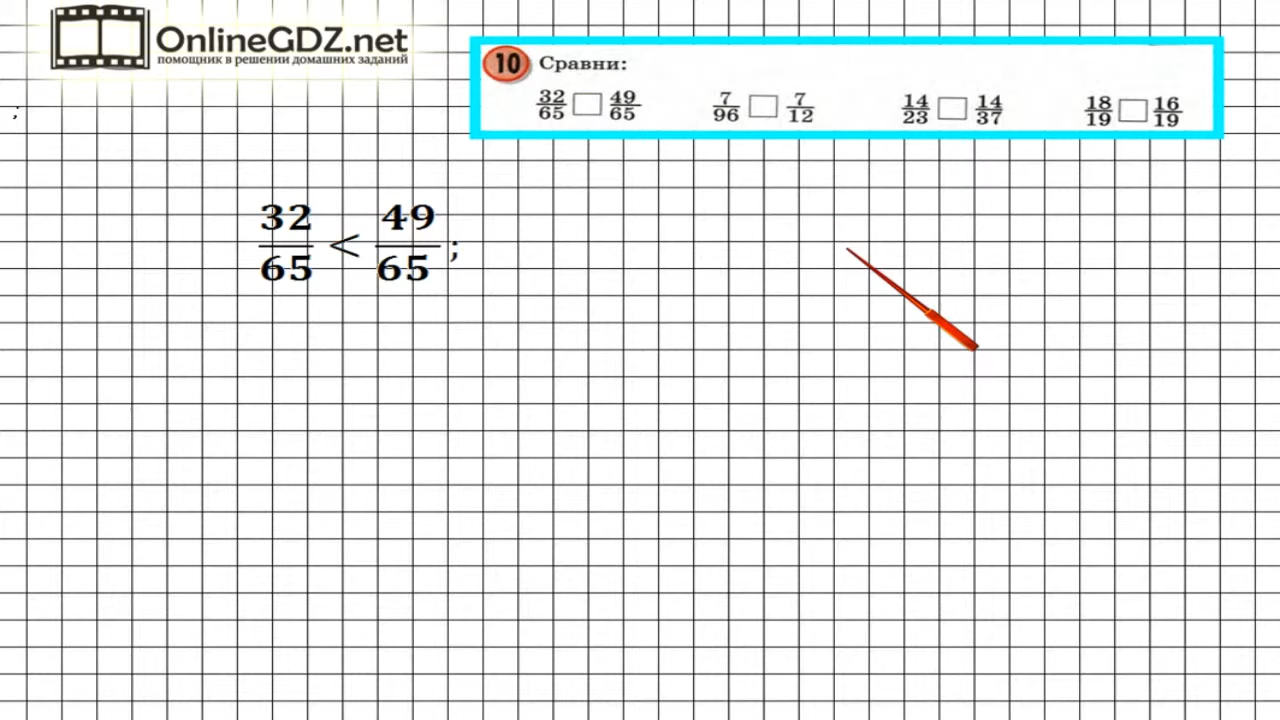 OnlineGDZ.net
помощник в решении домашних заданий
;
10 Сравни:
32/65 □ 49/65 7/96 □ 7/12 14/23 □ 14/37 18/19 □ 16/19
32/65 < 49/65 ;